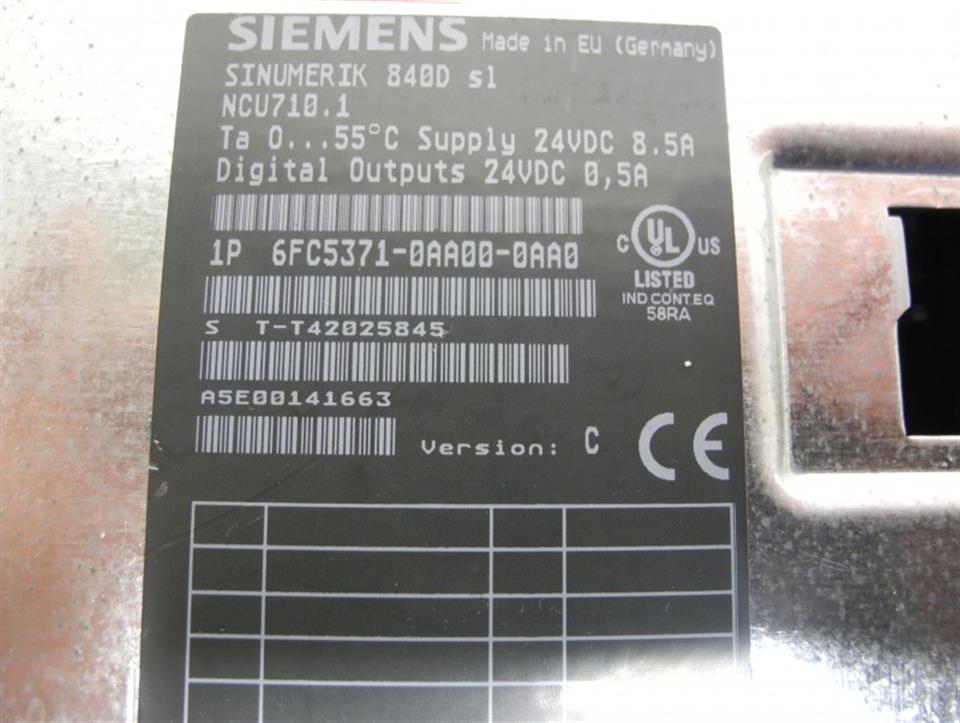 SIEMENS Made in EU (Germany)
SINUMERIK 840D sl
NCU710.1
Ta 0...55°C Supply 24VDC 8.5A
Digital Outputs 24VDC 0,5A
1P 6FC5371-0AA00-0AA0
C UL US
LISTED
IND CONT.EQ
58RA
S T-T42025845
A5E00141663
Version: C
CE